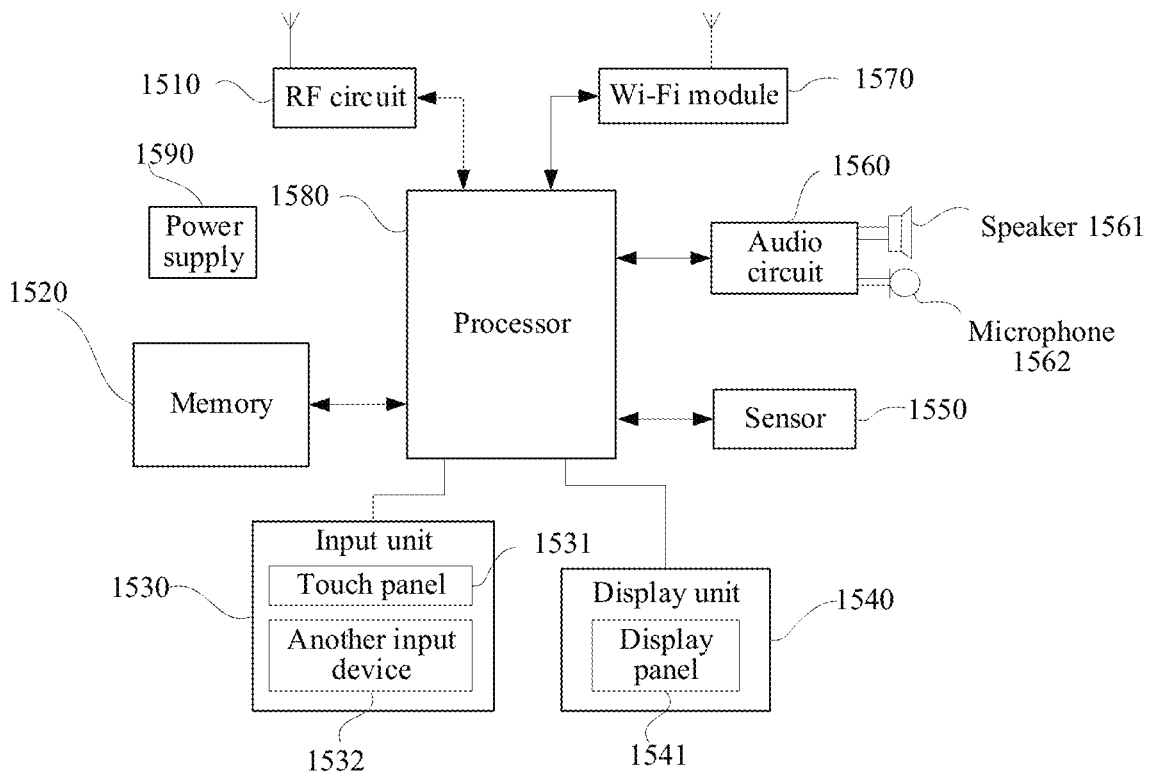 1510
RF circuit
Wi-Fi module
1570
1590
Power
supply
1580
1560
Audio
circuit
Speaker 1561
Microphone
1562
1520
Memory
Processor
Sensor
1550
Input unit
1531
Touch panel
1530
Another input
device
1532
Display unit
1540
Display
panel
1541